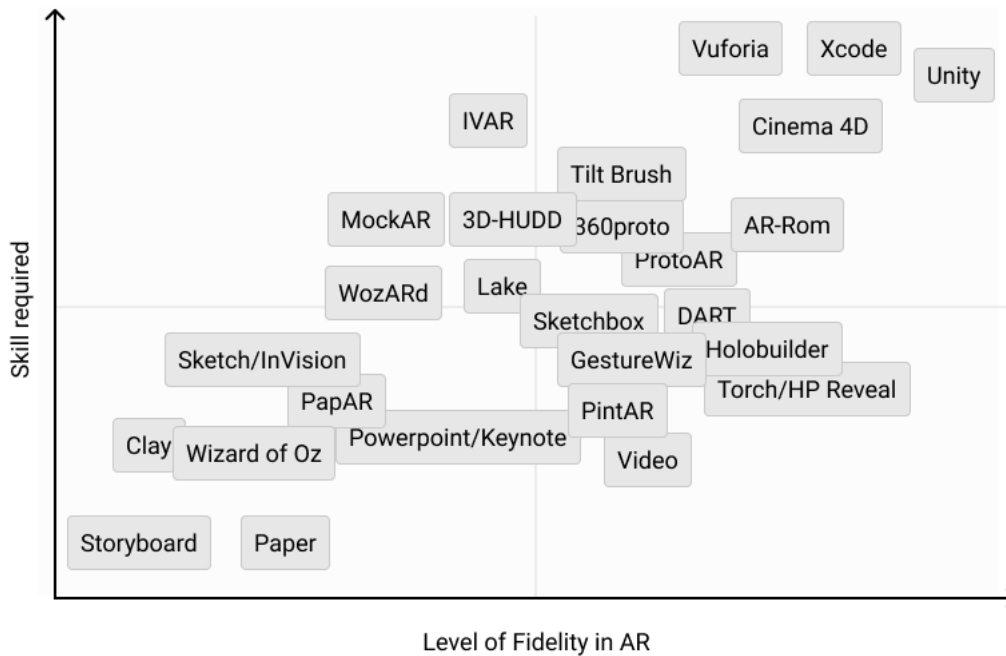 Vuforia
Xcode
Unity
IVAR
Cinema 4D
Tilt Brush
MockAR
3D-HUDD
360proto
AR-Rom
ProtoAR
WozARd
Lake
Sketchbox
DART
Sketch/InVision
GestureWiz
Holobuilder
Torch/HP Reveal
PapAR
PintAR
Clay
Wizard of Oz
Powerpoint/Keynote
Video
Storyboard
Paper
Skill required
Level of Fidelity in AR